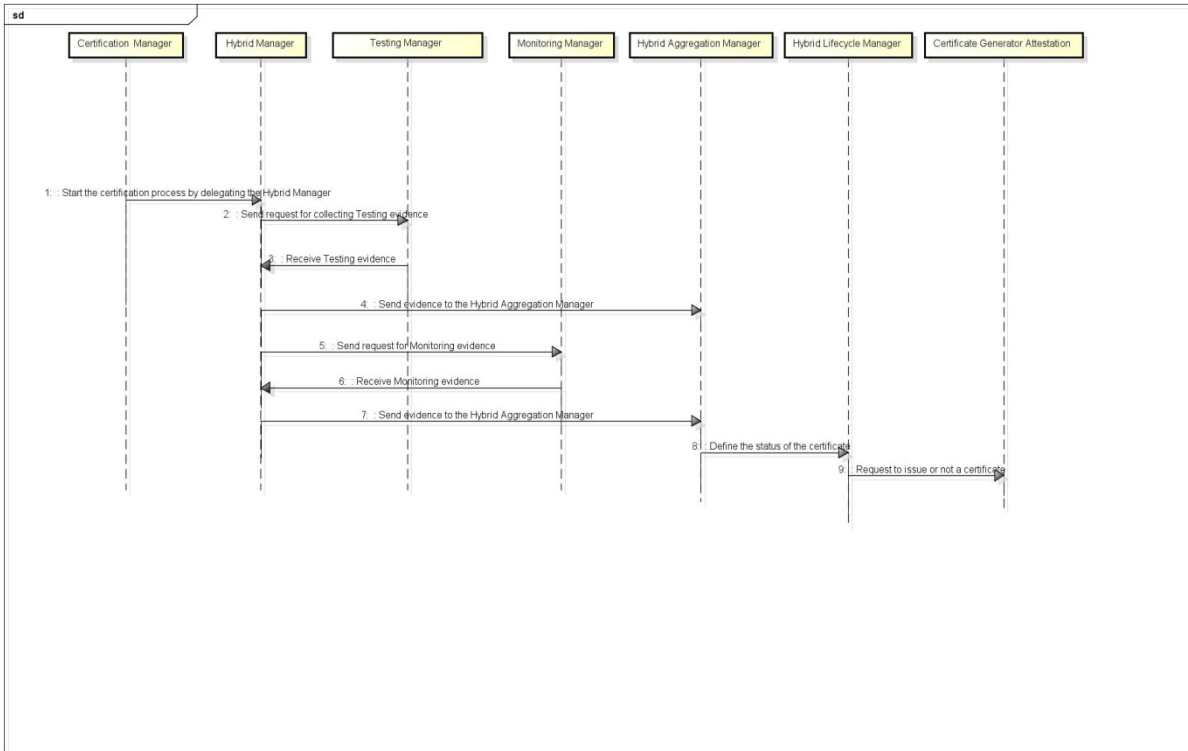 sd
Certification Manager
Hybrid Manager
Testing Manager
Monitoring Manager
Hybrid Aggregation Manager
Hybrid Lifecycle Manager
Certificate Generator Attestation
1: : Start the certification process by delegating the Hybrid Manager
2: : Send request for collecting Testing evidence
3: : Receive Testing evidence
4: : Send evidence to the Hybrid Aggregation Manager
5: : Send request for Monitoring evidence
6: : Receive Monitoring evidence
7: : Send evidence to the Hybrid Aggregation Manager
8: : Define the status of the certificate
9: : Request to issue or not a certificate